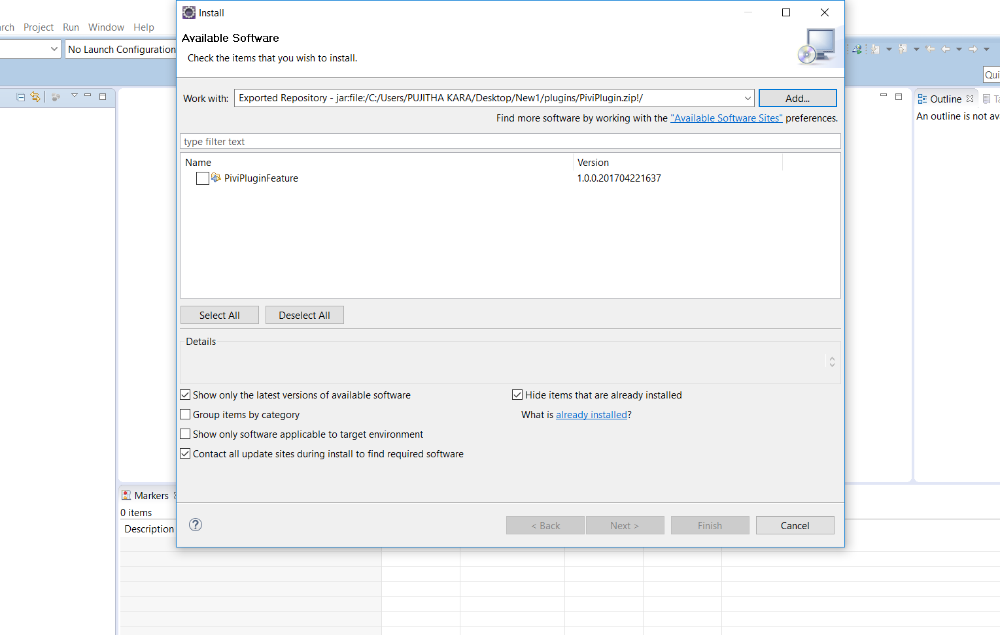 Install
rch Project Run Window Help
Available Software
No Launch Configuration
Check the items that you wish to install.
Qui
Work with: Exported Repository - jar:file:/C:/Users/PUJITHA KARA/Desktop/New1/plugins/PiviPlugin.zip!/ Add...
Outline Ta
Find more software by working with the "Available Software Sites" preferences.
An outline is not ava
type filter text
Name Version
PiviPluginFeature 1.0.0.201704221637
Select All Deselect All
Details
Show only the latest versions of available software Hide items that are already installed
Group items by category What is already installed?
Show only software applicable to target environment
Contact all update sites during install to find required software
Markers
0 items
Description
< Back Next > Finish Cancel